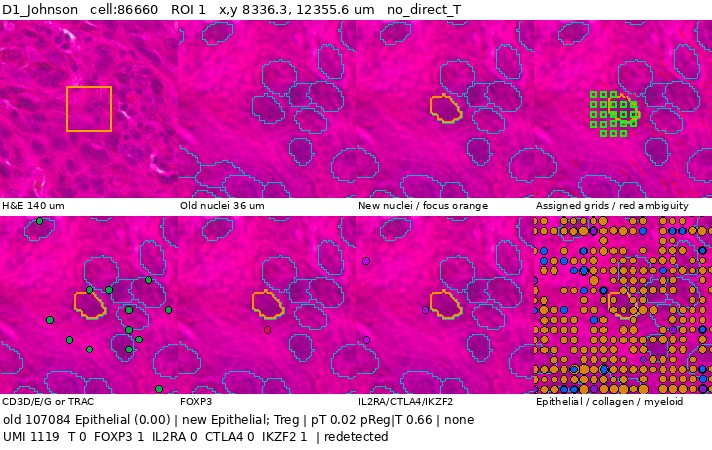 D1_Johnson cell:86660 ROI 1 x,y 8336.3, 12355.6 um no_direct_T
H&E 140 um
Old nuclei 36 um
New nuclei / focus orange
Assigned grids / red ambiguity
CD3D/E/G or TRAC
FOXP3
IL2RA/CTLA4/IKZF2
Epithelial / collagen / myeloid
old 107084 Epithelial (0.00) | new Epithelial; Treg | pT 0.02 pReg|T 0.66 | none
UMI 1119 T 0 FOXP3 1 IL2RA 0 CTLA4 0 IKZF2 1 | redetected